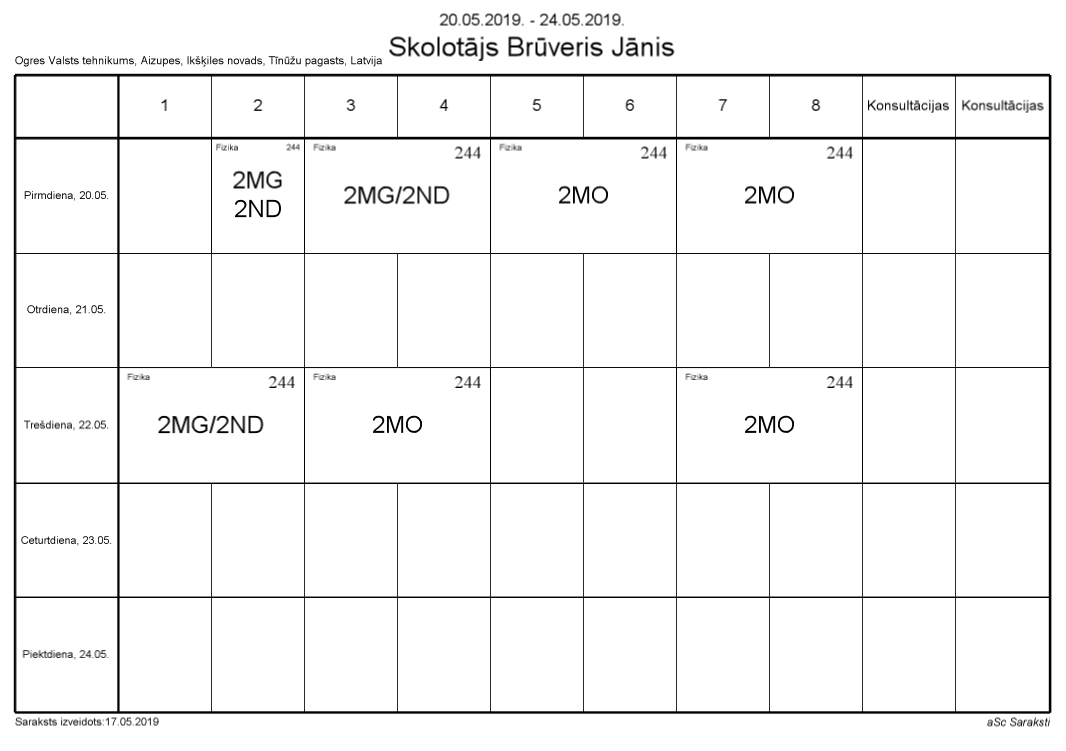 20.05.2019. - 24.05.2019.
Skolotājs Brūveris Jānis
Ogres Valsts tehnikums, Aizupes, Ikšķiles novads, Tīnūžu pagasts, Latvija
1 2 3 4 5 6 7 8 Konsultācijas Konsultācijas
Pirmdiena, 20.05.
Fizika 244
2MG
2ND
Fizika 244
2MG/2ND
Fizika 244
2MO
Fizika 244
2MO
Otrdiena, 21.05.
Trešdiena, 22.05.
Fizika 244
2MG/2ND
Fizika 244
2MO
Fizika 244
2MO
Ceturtdiena, 23.05.
Piektdiena, 24.05.
Saraksts izveidots:17.05.2019
aSc Saraksti